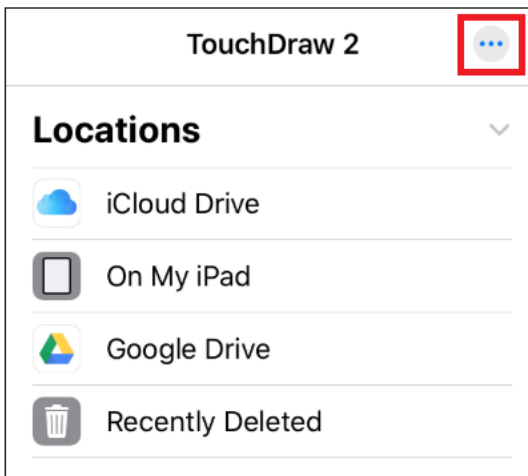 TouchDraw 2
Locations
iCloud Drive
On My iPad
Google Drive
Recently Deleted